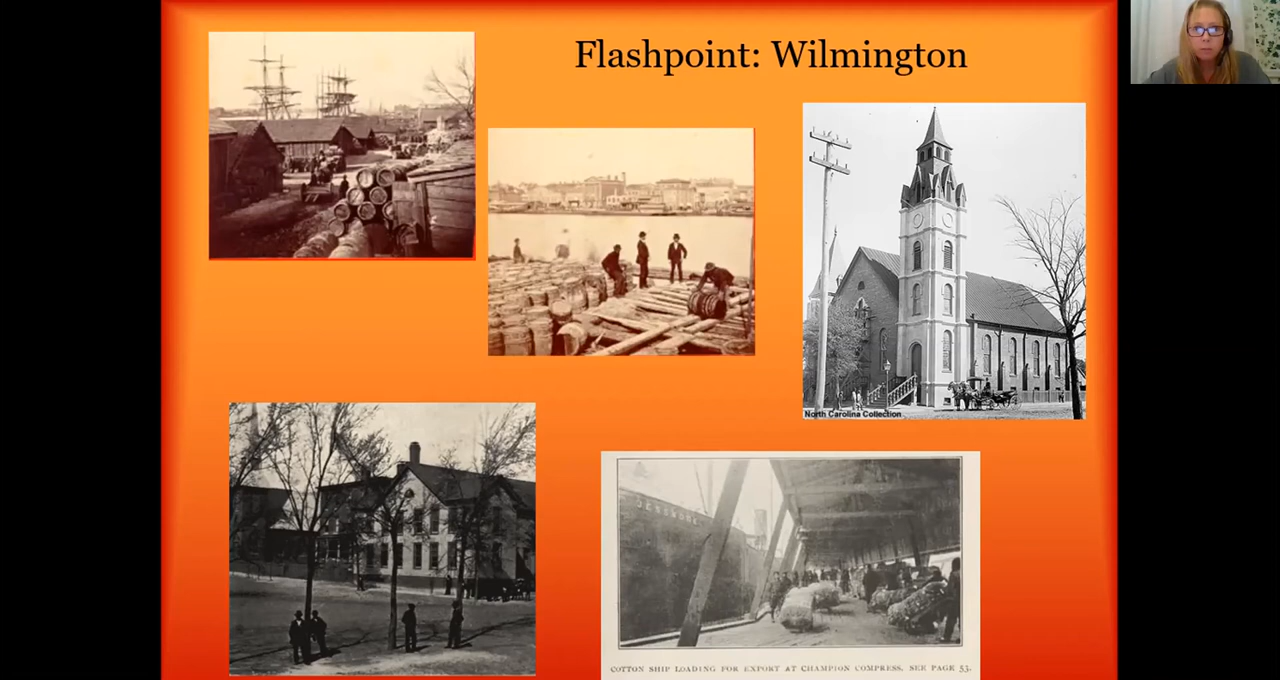 Flashpoint: Wilmington
North Carolina Collection
COTTON SHIP LOADING FOR EXPORT AT CHAMPION COMPRESS. SEE PAGE 53.